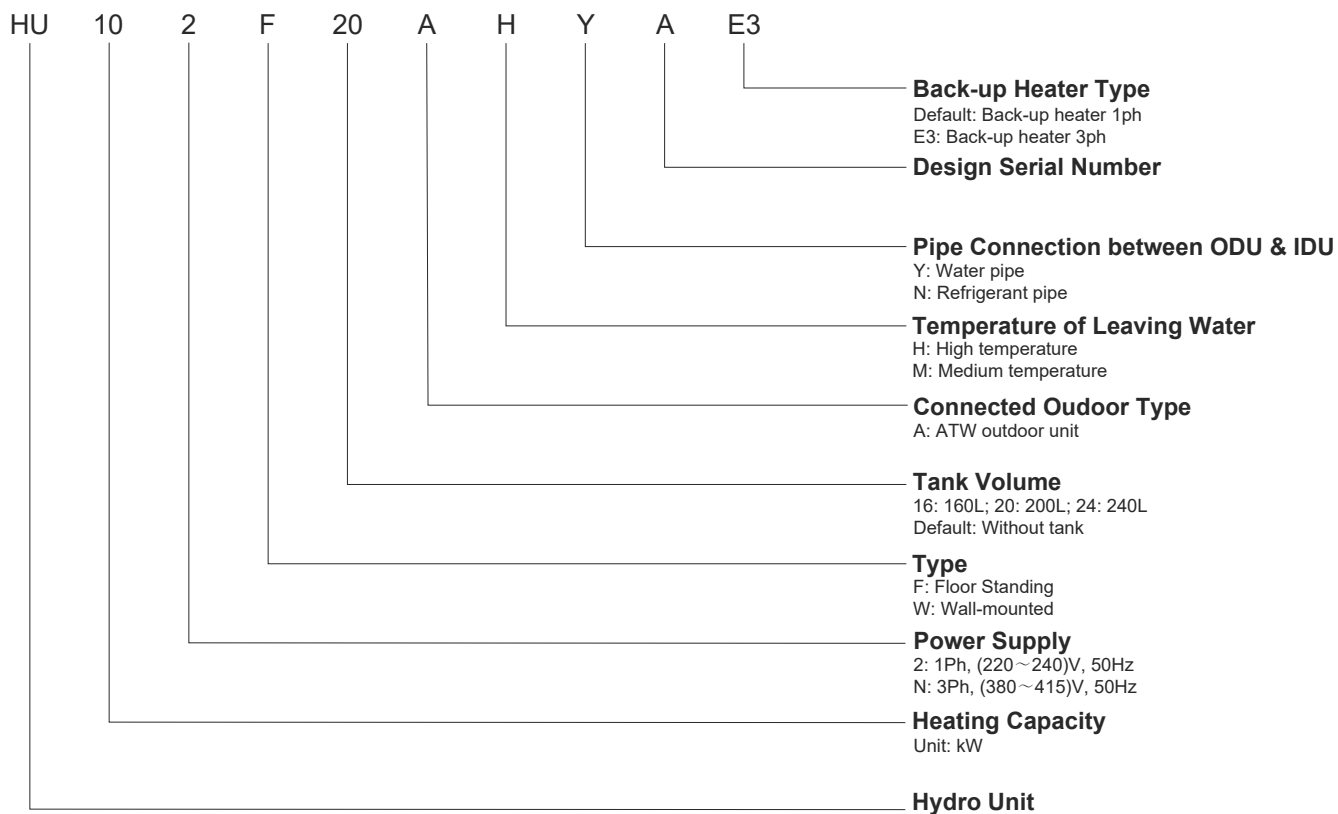 HU 10 2 F 20 A H Y A E3
Back-up Heater Type
Default: Back-up heater 1ph
E3: Back-up heater 3ph
Design Serial Number
Pipe Connection between ODU & IDU
Y: Water pipe
N: Refrigerant pipe
Temperature of Leaving Water
H: High temperature
M: Medium temperature
Connected Oudoor Type
A: ATW outdoor unit
Tank Volume
16: 160L; 20: 200L; 24: 240L
Default: Without tank
Type
F: Floor Standing
W: Wall-mounted
Power Supply
2: 1Ph, (220～240)V, 50Hz
N: 3Ph, (380～415)V, 50Hz
Heating Capacity
Unit: kW
Hydro Unit